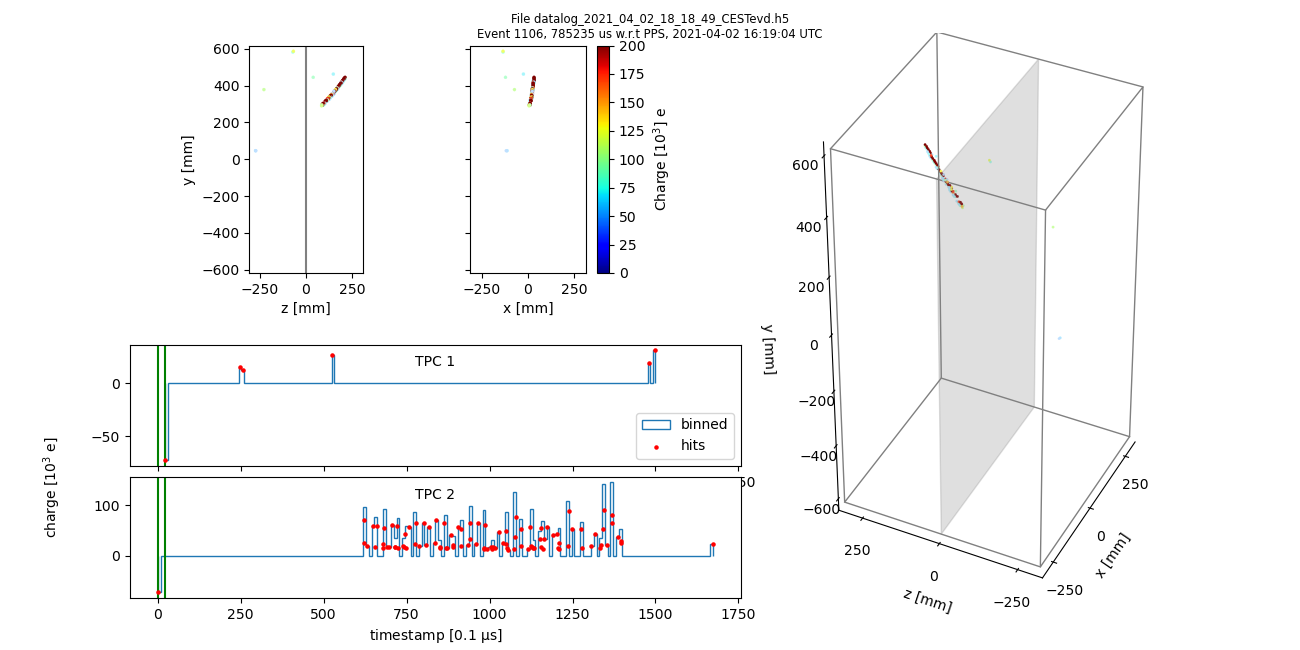 File datalog_2021_04_02_18_18_49_CESTevd.h5
Event 1106, 785235 us w.r.t PPS, 2021-04-02 16:19:04 UTC
600
400
200
0
−200
−400
−600
y [mm]
−250 0 250
z [mm]
−250 0 250
x [mm]
200
175
150
125
100
75
50
25
0
Charge [10³] e
TPC 1
0
−50
binned
hits
TPC 2
50
100
0
charge [10³ e]
0 250 500 750 1000 1250 1500 1750
timestamp [0.1 µs]
600
400
200
0
−200
−400
−600
y [mm]
250
0
−250
z [mm]
250
0
−250
x [mm]